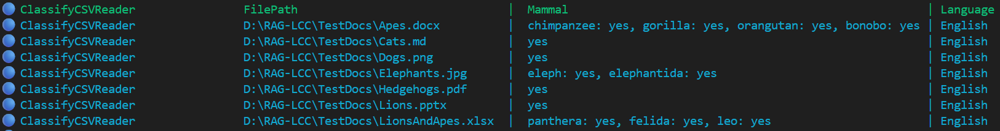 ClassifyCSVReader FilePath | Mammal | Language
ClassifyCSVReader D:\RAG-LCC\TestDocs\Apes.docx | chimpanzee: yes, gorilla: yes, orangutan: yes, bonobo: yes | English
ClassifyCSVReader D:\RAG-LCC\TestDocs\Cats.md | yes | English
ClassifyCSVReader D:\RAG-LCC\TestDocs\Dogs.png | yes | English
ClassifyCSVReader D:\RAG-LCC\TestDocs\Elephants.jpg | eleph: yes, elephantida: yes | English
ClassifyCSVReader D:\RAG-LCC\TestDocs\Hedgehogs.pdf | yes | English
ClassifyCSVReader D:\RAG-LCC\TestDocs\Lions.pptx | yes | English
ClassifyCSVReader D:\RAG-LCC\TestDocs\LionsAndApes.xlsx | panthera: yes, felida: yes, leo: yes | English